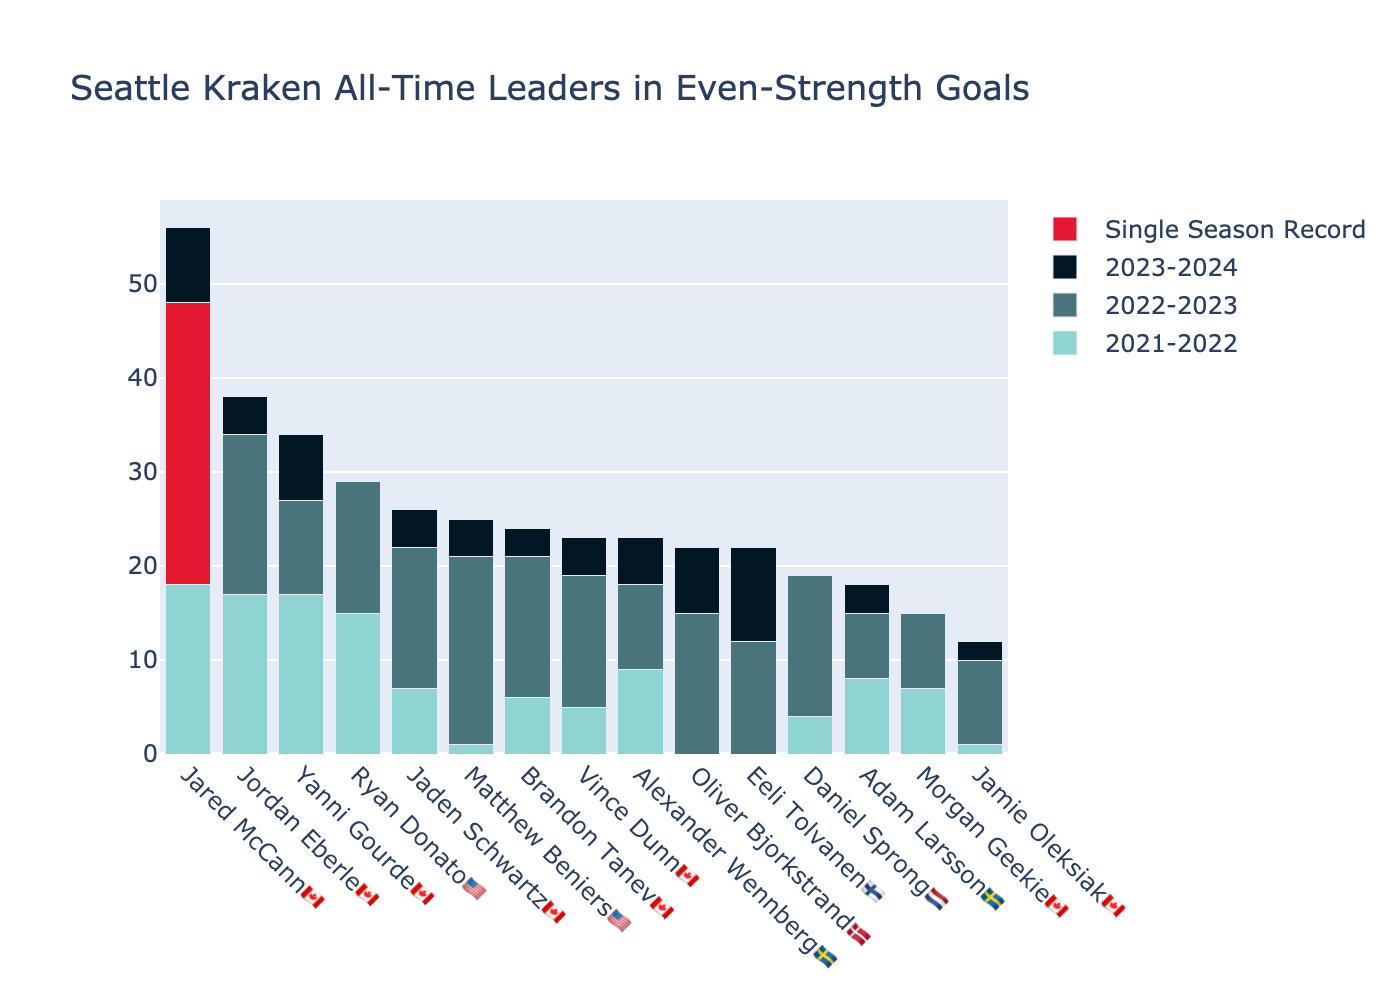 Seattle Kraken All-Time Leaders in Even-Strength Goals
Single Season Record
2023-2024
2022-2023
2021-2022
50
40
30
20
10
0
Jared McCann🇨🇦
Jordan Eberle🇨🇦
Yanni Gourde🇨🇦
Ryan Donato🇺🇸
Jaden Schwartz🇨🇦
Matthew Beniers🇺🇸
Brandon Tanev🇨🇦
Vince Dunn🇨🇦
Alexander Wennberg🇸🇪
Oliver Bjorkstrand🇩🇰
Eeli Tolvanen🇫🇮
Daniel Sprong🇳🇱
Adam Larsson🇸🇪
Morgan Geekie🇨🇦
Jamie Oleksiak🇨🇦